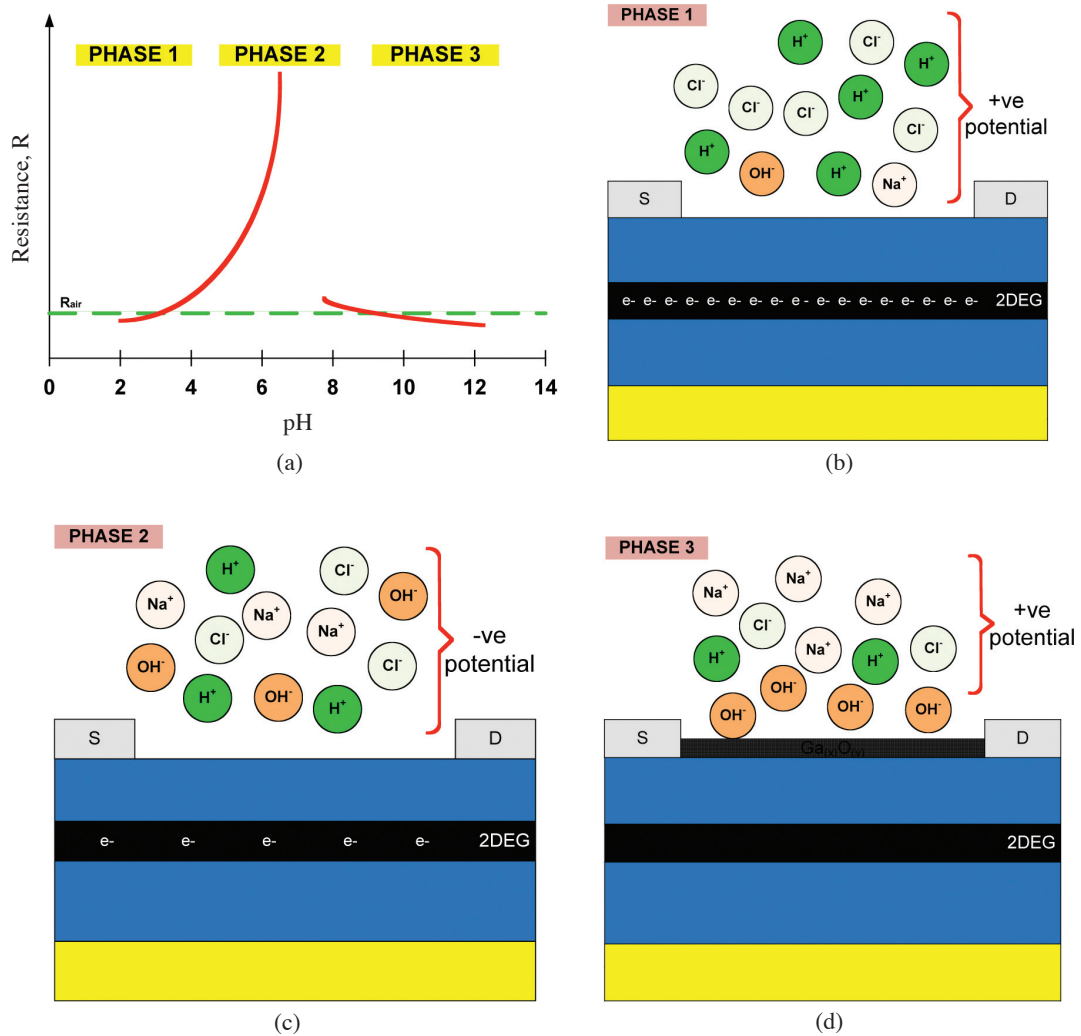 PHASE 1 PHASE 2 PHASE 3
Resistance, R
Rair
0 2 4 6 8 10 12 14
pH
(a)
PHASE 1
H+ Cl- H+
Cl- Cl- Cl- H+ Cl-
H+ OH- H+ Na+
+ve
potential
S D
e- e- e- e- e- e- e- e- e- e- e- e- e- e- e- 2DEG
(b)
PHASE 2
H+ Cl- OH-
Na+ Na+ Na+
Cl- Cl-
OH- H+ OH- H+
-ve
potential
S D
e- e- e- e- e- 2DEG
(c)
PHASE 3
Na+ Na+ Na+
Cl- Na+ Cl-
H+ H+
OH- OH- OH- OH-
+ve
potential
S D
Ga(x)O(y)
2DEG
(d)